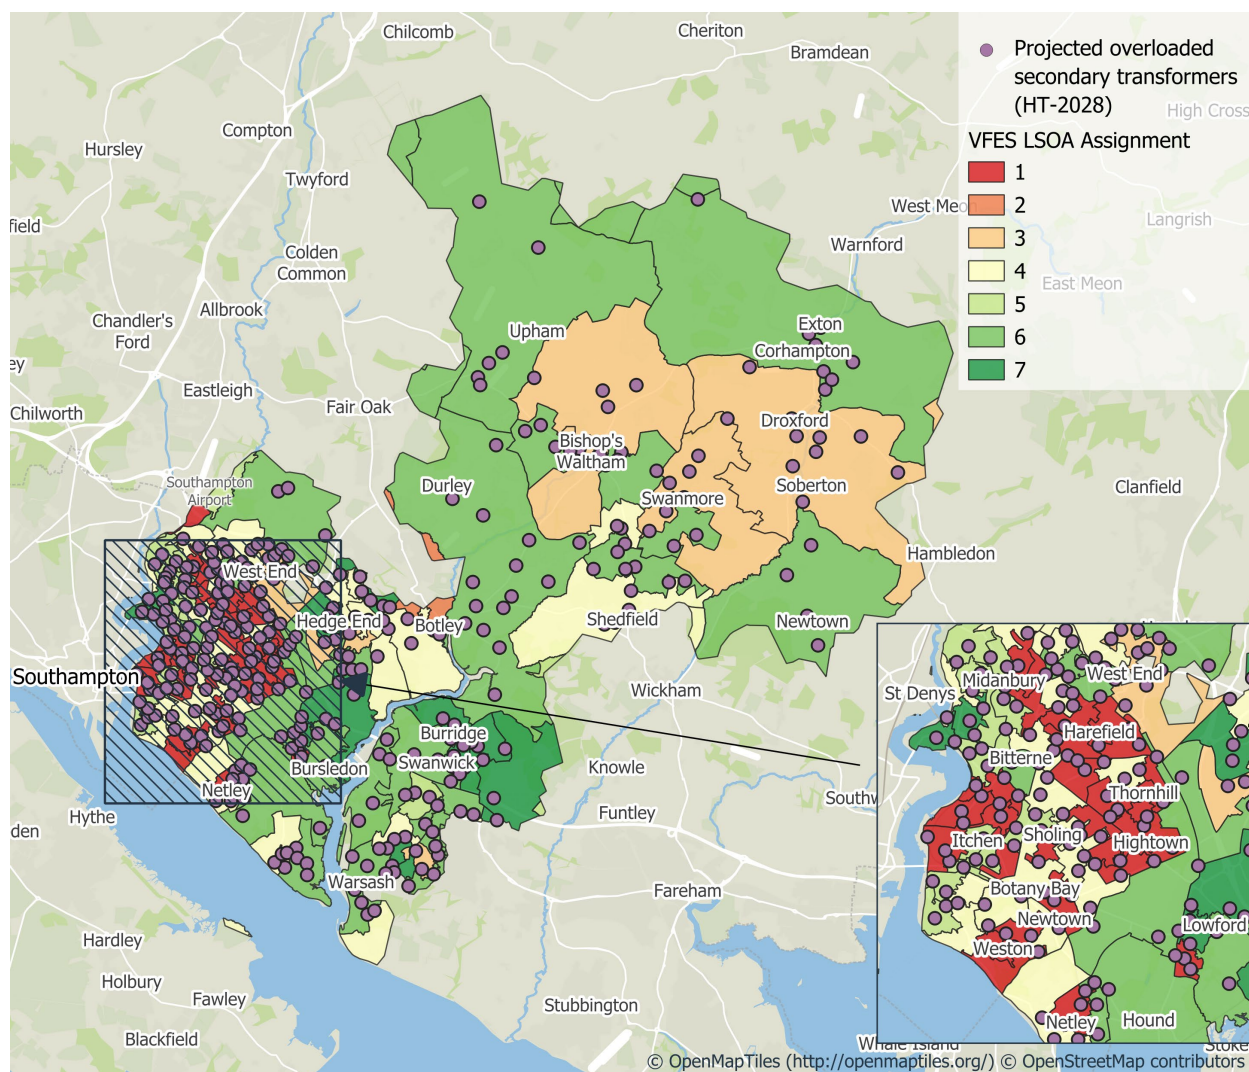 Chilcomb
Cheriton
Bramdean
Projected overloaded
secondary transformers
(HT-2028)
High Cross
VFES LSOA Assignment
1
2
3
4
5
6
7
Compton
Hursley
Twyford
West Meon
Langrish
field
Warnford
Colden
Common
East Meon
Allbrook
Chandler's
Ford
Upham
Exton
Corhampton
ey
Eastleigh
Fair Oak
Chilworth
Droxford
Bishop's
Waltham
Southampton
Airport
Durley
Swanmore
Soberton
Clanfield
Hambledon
West End
Hedge End
Botley
Shedfield
Newtown
Southampton
Wickham
Burridge
Swanwick
Bursledon
Knowle
Netley
Hythe
Funtley
Southw
den
Warsash
Fareham
Hardley
Holbury
Fawley
Stubbington
Blackfield
Whale Island
Stoke
St Denys
Midanbury
West End
Harefield
Bitterne
Thornhill
Itchen
Sholing
Hightown
Botany Bay
Newtown
Lowford
Weston
Netley
Hound
© OpenMapTiles (http://openmaptiles.org/) © OpenStreetMap contributors